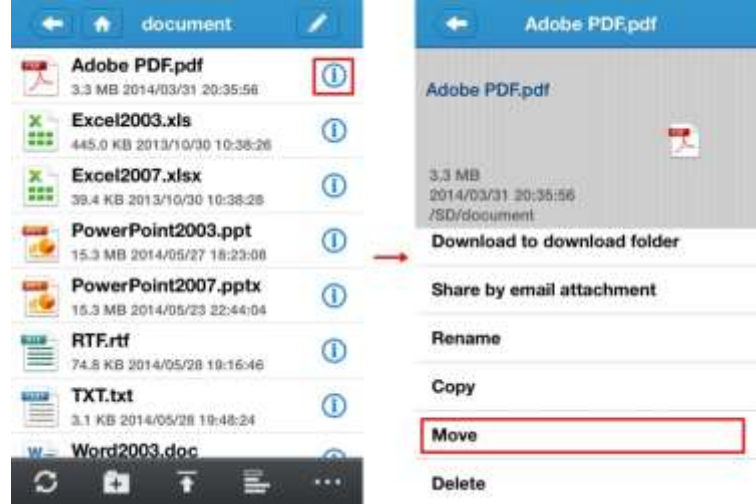 document
Adobe PDF.pdf
3.3 MB 2014/03/31 20:35:56
Excel2003.xls
445.0 KB 2013/10/30 10:38:26
Excel2007.xlsx
39.4 KB 2013/10/30 10:38:28
PowerPoint2003.ppt
15.3 MB 2014/05/27 18:23:08
PowerPoint2007.pptx
15.3 MB 2014/05/23 22:44:04
RTF.rtf
74.8 KB 2014/05/28 19:16:46
TXT.txt
3.1 KB 2014/05/28 19:48:24
Word2003.doc
Adobe PDF.pdf
Adobe PDF.pdf
3.3 MB
2014/03/31 20:35:56
/SD/document
Download to download folder
Share by email attachment
Rename
Copy
Move
Delete